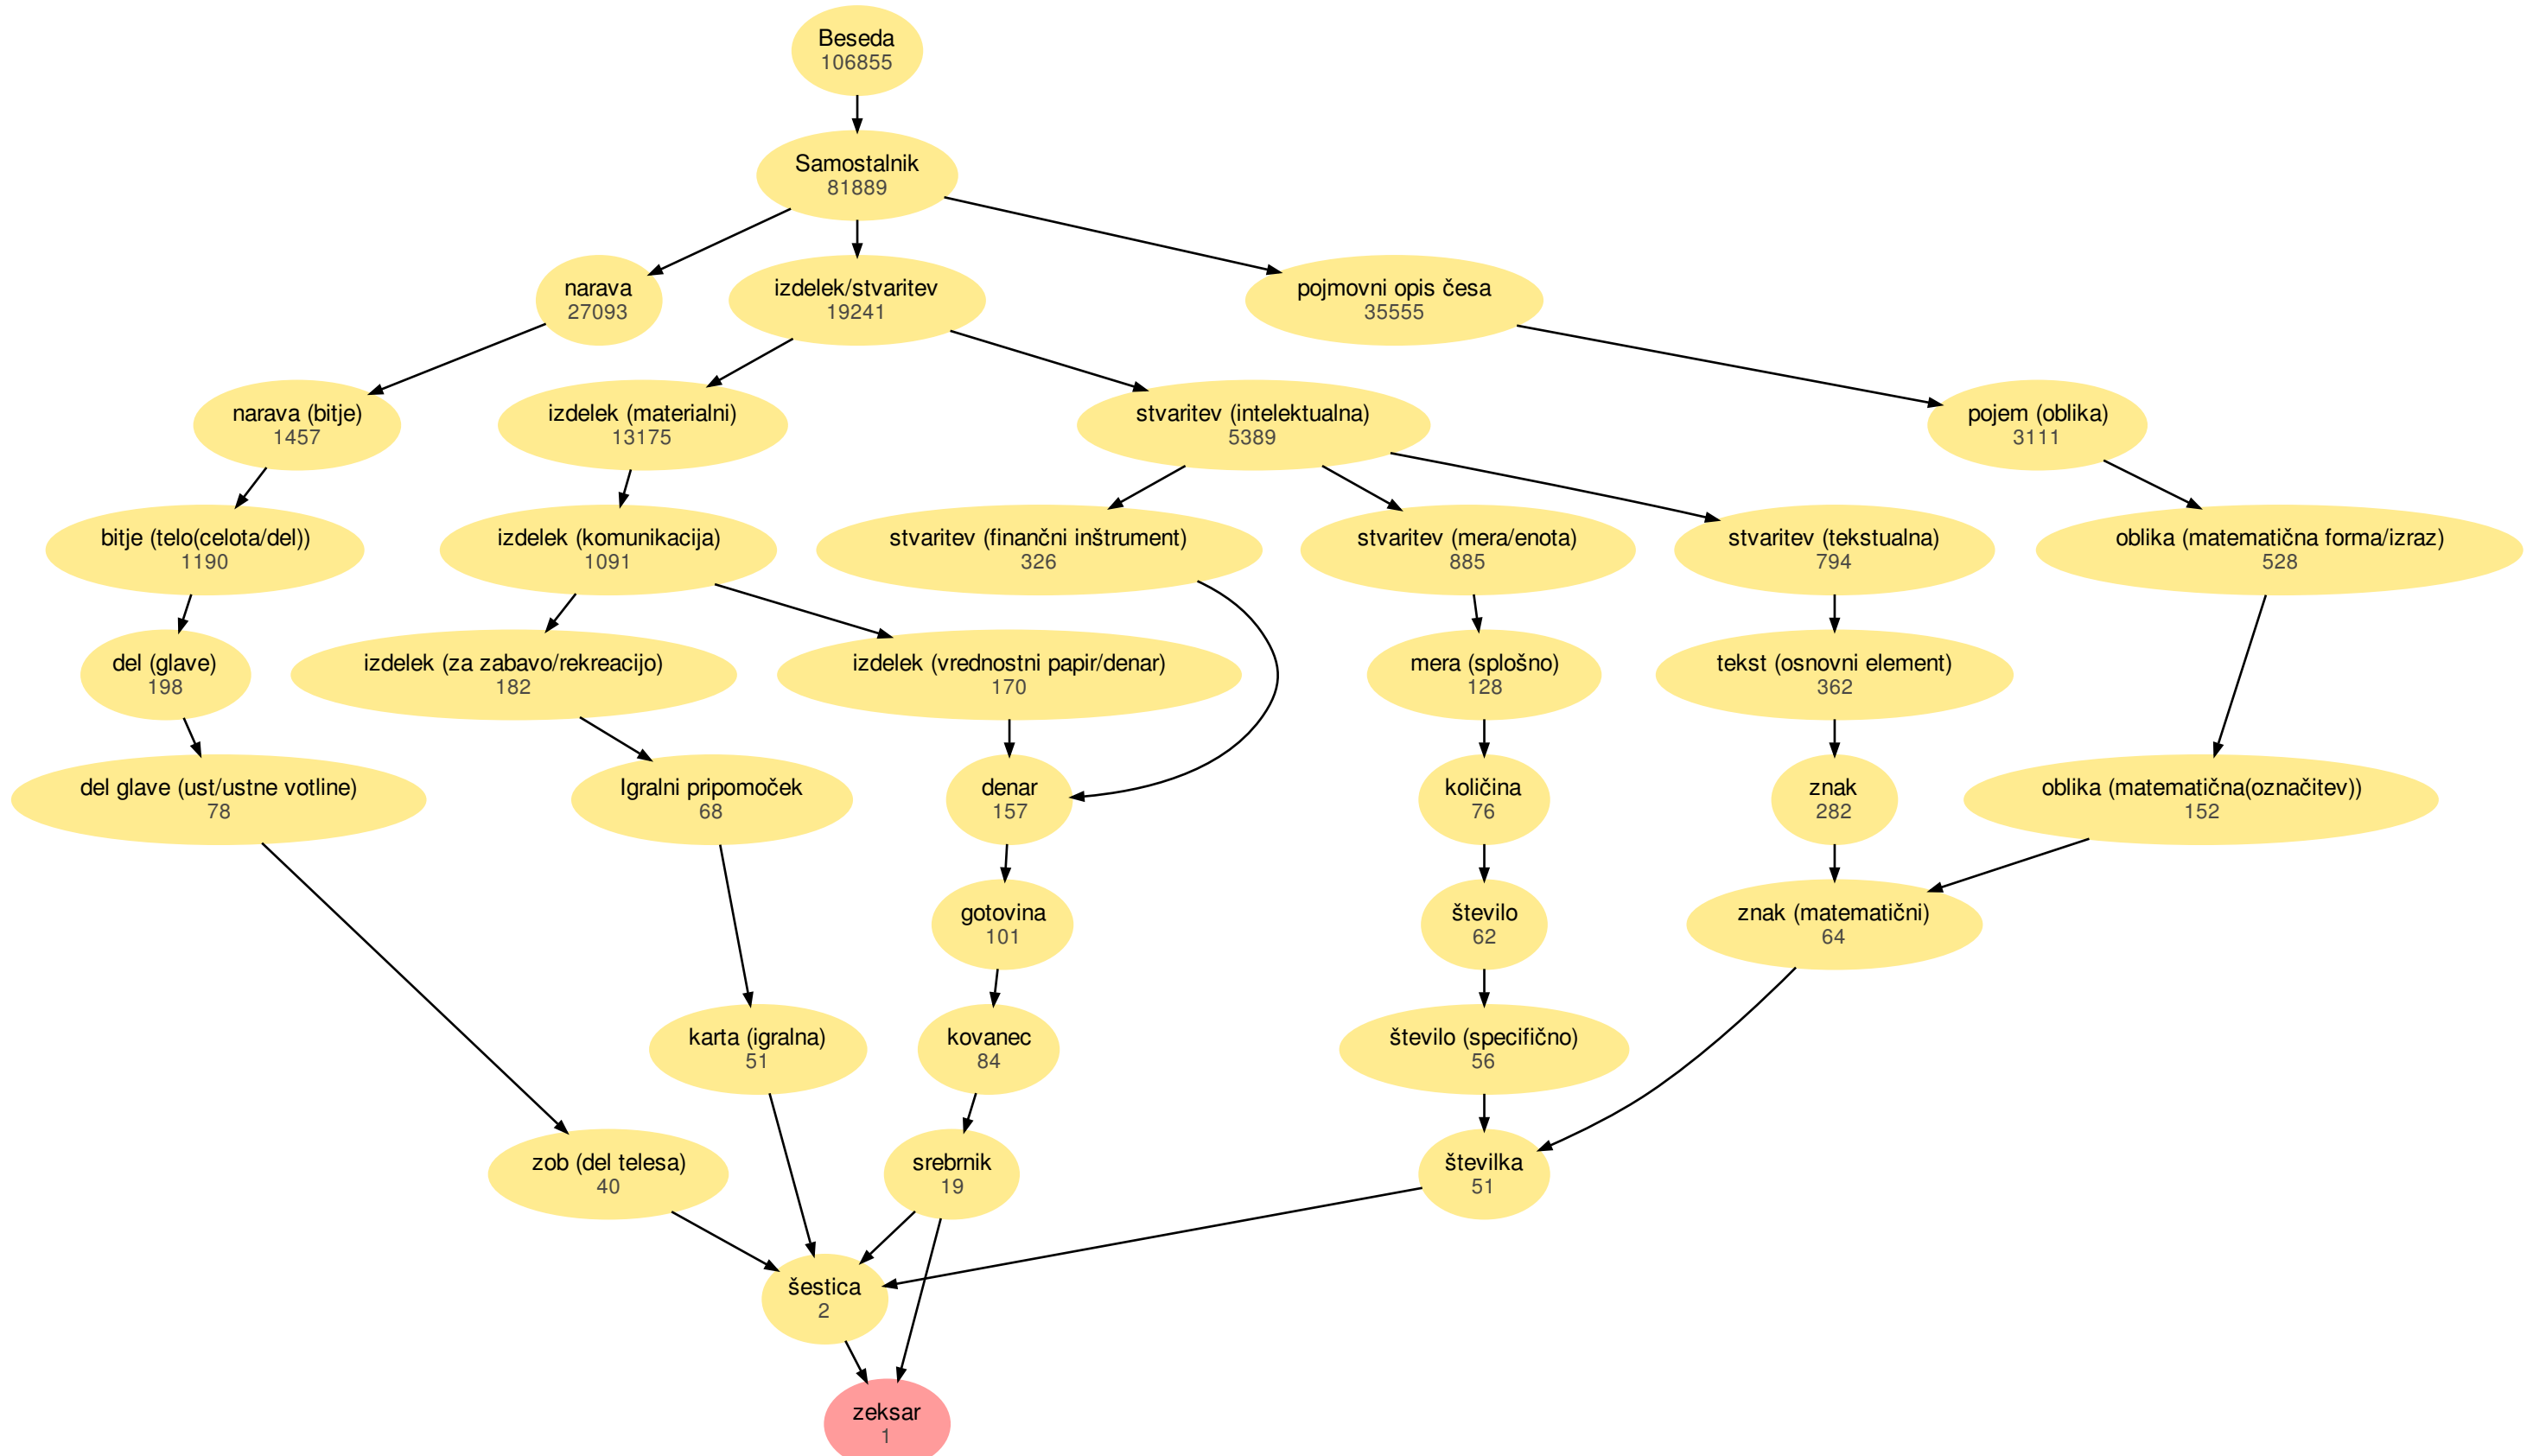 Beseda
106855
Samostalnik
81889
narava
27093
izdelek/stvaritev
19241
pojmovni opis česa
35555
narava (bitje)
1457
izdelek (materialni)
13175
stvaritev (intelektualna)
5389
pojem (oblika)
3111
bitje (telo(celota/del))
1190
izdelek (komunikacija)
1091
stvaritev (finančni inštrument)
326
stvaritev (mera/enota)
885
stvaritev (tekstualna)
794
oblika (matematična forma/izraz)
528
del (glave)
198
izdelek (za zabavo/rekreacijo)
182
izdelek (vrednostni papir/denar)
170
mera (splošno)
128
tekst (osnovni element)
362
del glave (ust/ustne votline)
78
Igralni pripomoček
68
denar
157
količina
76
znak
282
oblika (matematična(označitev))
152
gotovina
101
število
62
znak (matematični)
64
karta (igralna)
51
kovanec
84
število (specifično)
56
zob (del telesa)
40
srebrnik
19
številka
51
šestica
2
zeksar
1